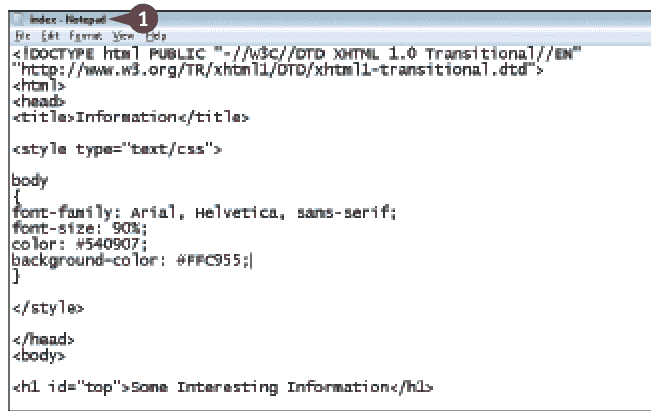 index - Notepad
1
File Edit Format View Help
<!DOCTYPE html PUBLIC "-//W3C//DTD XHTML 1.0 Transitional//EN"
"http://www.w3.org/TR/xhtml1/DTD/xhtml1-transitional.dtd">
<html>
<head>
<title>Information</title>
<style type="text/css">
body
{
font-family: Arial, Helvetica, sans-serif;
font-size: 90%;
color: #540907;
background-color: #FFC955;
}
</style>
</head>
<body>
<h1 id="top">Some Interesting Information</h1>